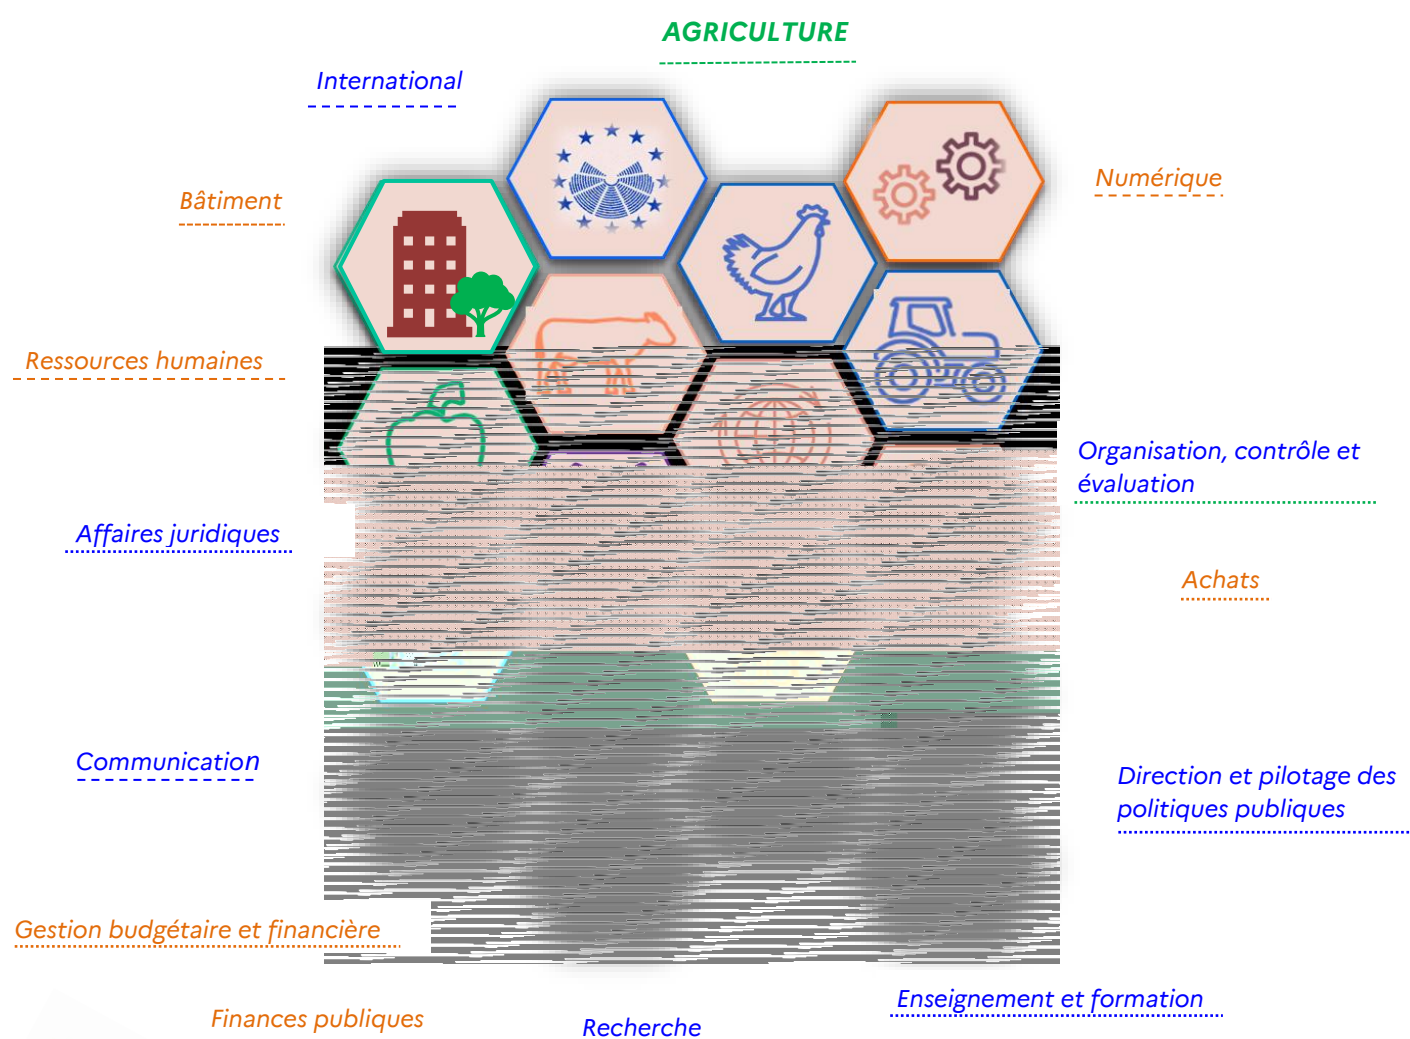 AGRICULTURE
International
Numérique
Bâtiment
Ressources humaines
Organisation, contrôle et
évaluation
Affaires juridiques
Achats
Communication
Direction et pilotage des
politiques publiques
Gestion budgétaire et financière
Enseignement et formation
Finances publiques
Recherche